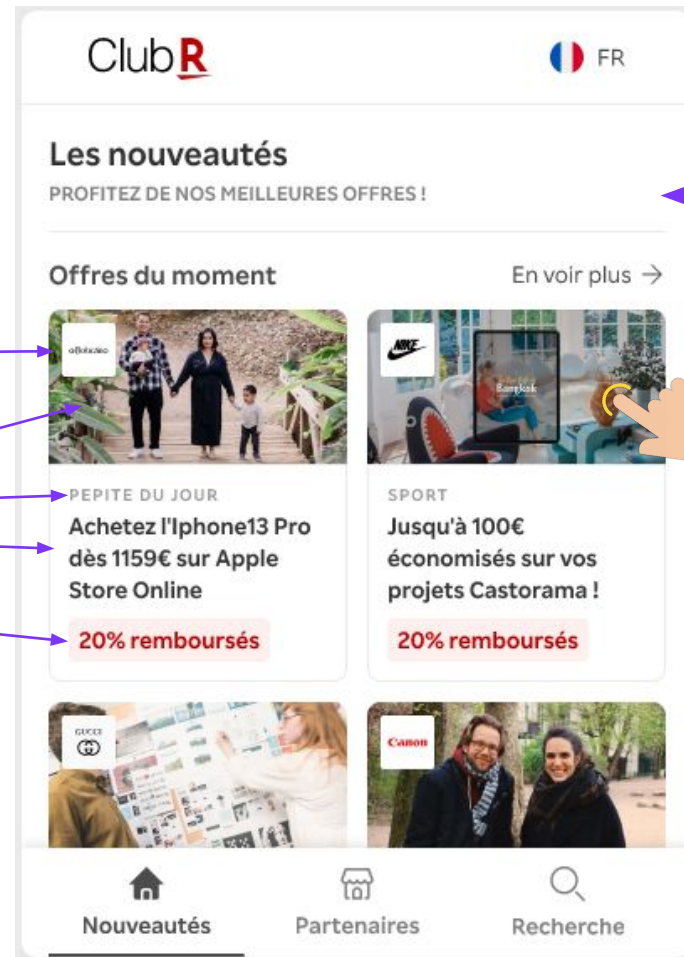 Club R
FR
Les nouveautés
PROFITEZ DE NOS MEILLEURES OFFRES !
Offres du moment
En voir plus →
NIKE
Bangkok
PEPITE DU JOUR
Achetez l'Iphone13 Pro
dès 1159€ sur Apple
Store Online
20% remboursés
SPORT
Jusqu'à 100€
économisés sur vos
projets Castorama !
20% remboursés
GUCCI
Canon
Nouveautés
Partenaires
Recherche